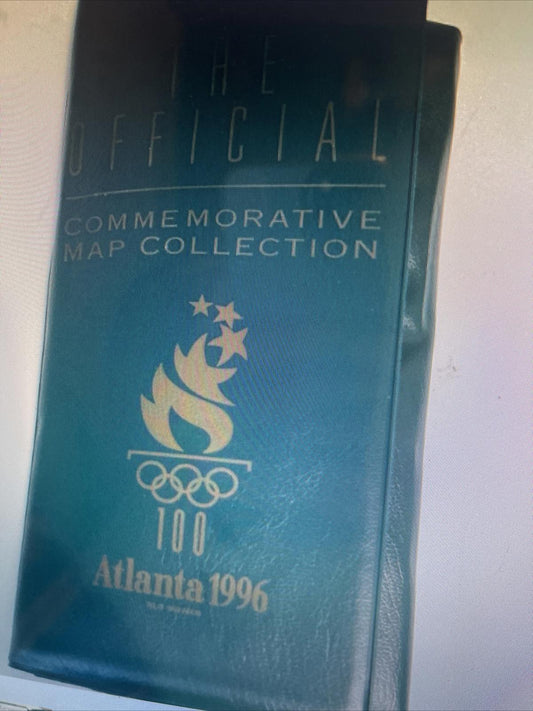 THE
OFFICIAL
COMMEMORATIVE
MAP COLLECTION
100
Atlanta 1996